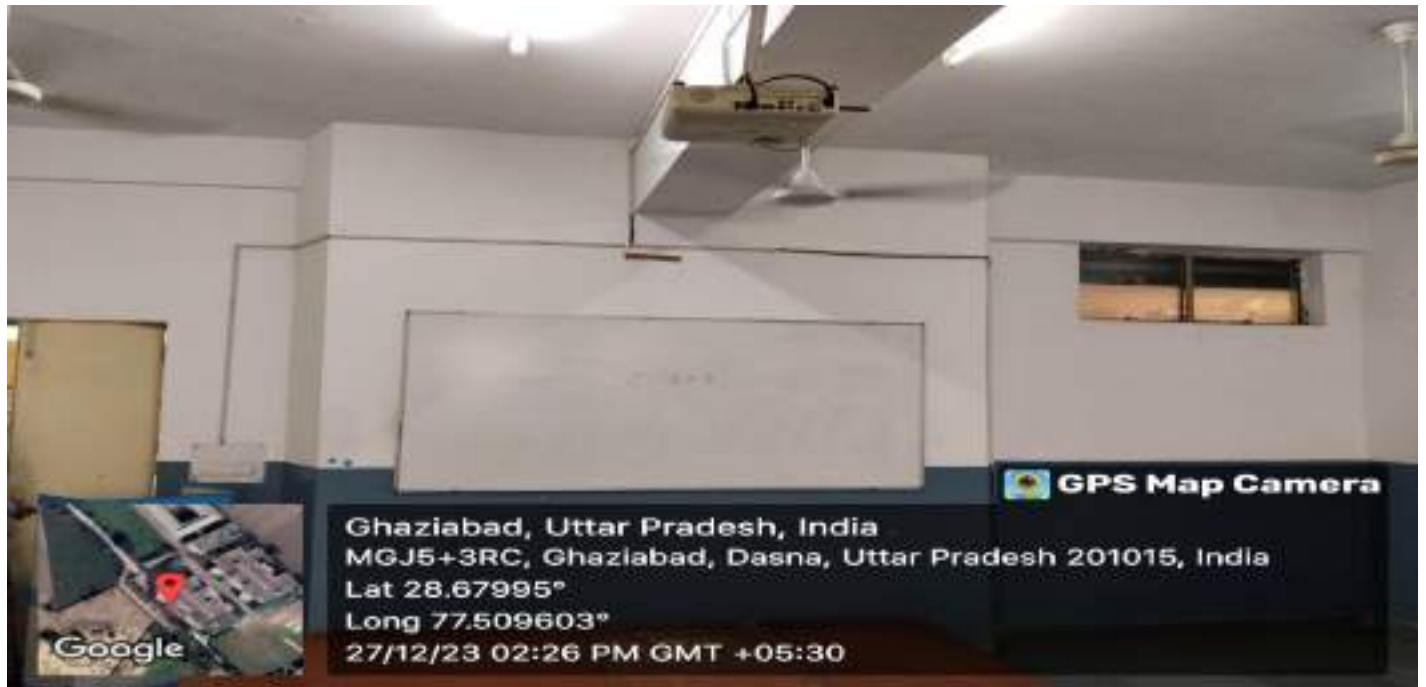 GPS Map Camera
Ghaziabad, Uttar Pradesh, India
MGJ5+3RC, Ghaziabad, Dasna, Uttar Pradesh 201015, India
Lat 28.67995°
Long 77.509603°
27/12/23 02:26 PM GMT +05:30
Google